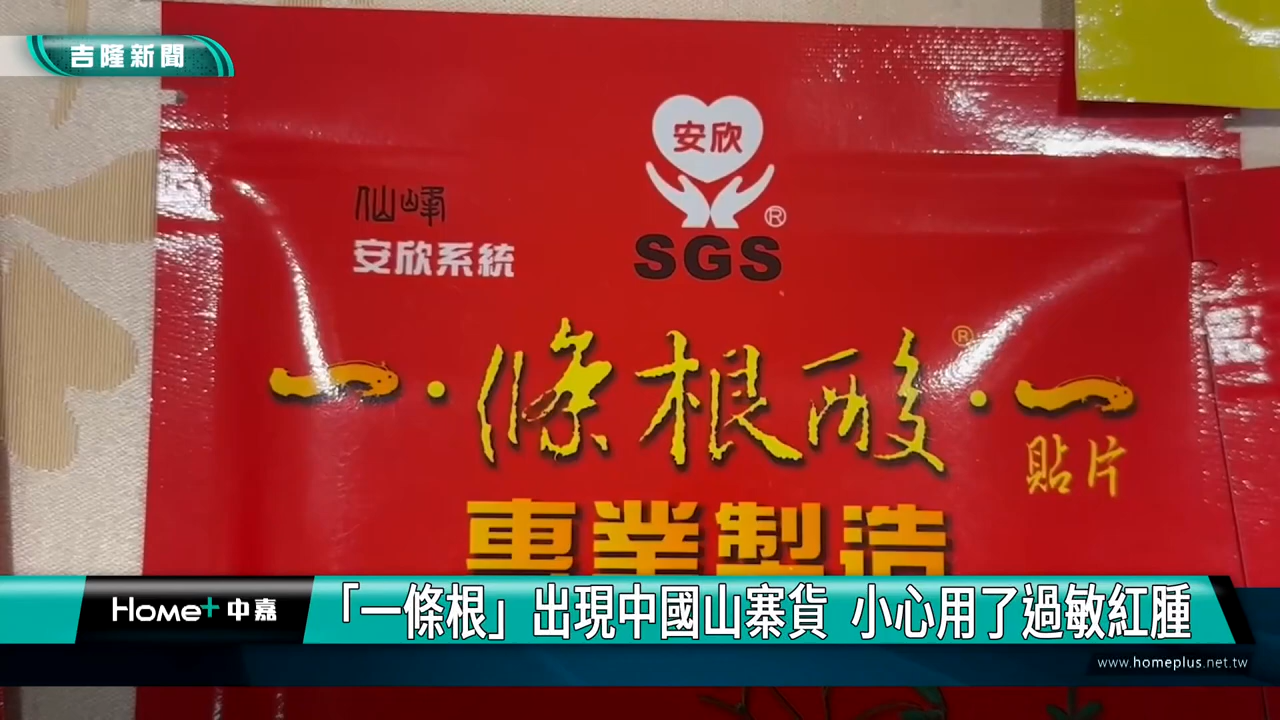 吉隆新聞
安欣
®
SGS
仙峰
安欣系統
一·條根酸®·一
貼片
專業製造
Home+中嘉
「一條根」出現中國山寨貨 小心用了過敏紅腫
www.homeplus.net.tw